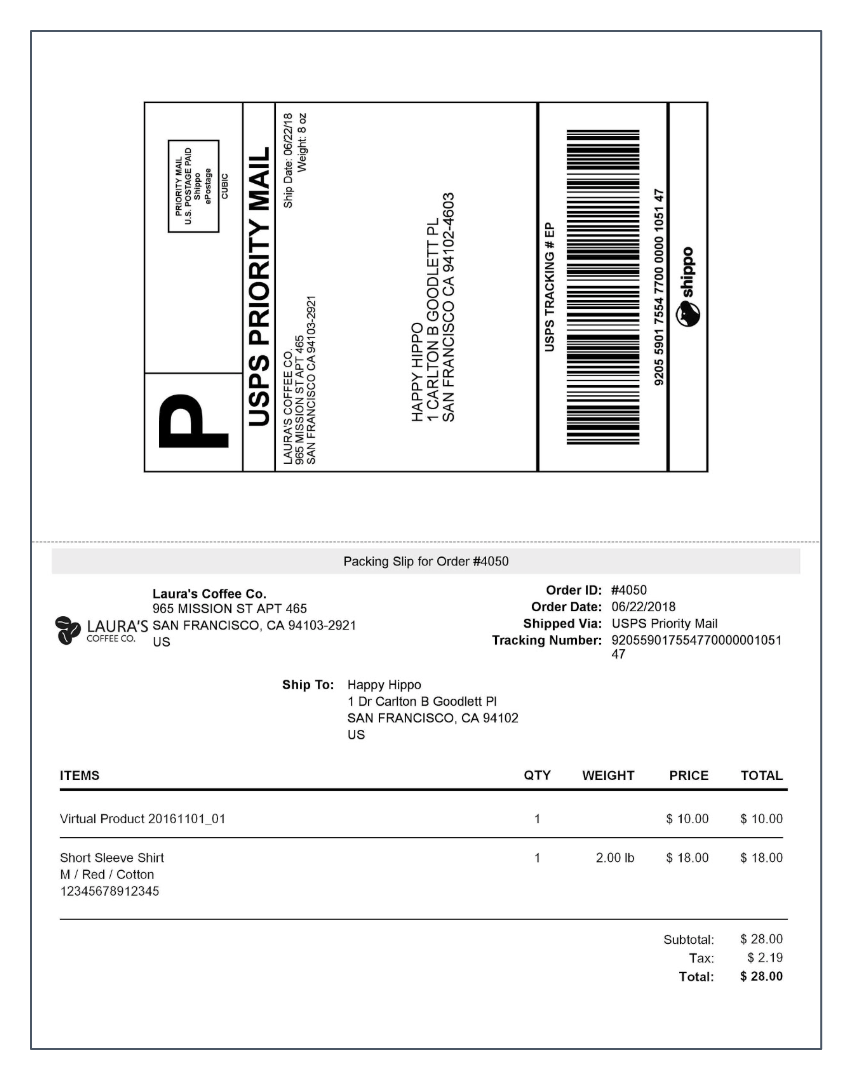 P
PRIORITY MAIL
U.S. POSTAGE PAID
Shippo
ePostage
CUBIC
USPS PRIORITY MAIL
LAURA'S COFFEE CO.
965 MISSION ST APT 465
SAN FRANCISCO CA 94103-2921
Ship Date: 06/22/18
Weight: 8 oz
HAPPY HIPPO
1 CARLTON B GOODLETT PL
SAN FRANCISCO CA 94102-4603
USPS TRACKING # EP
9205 5901 7554 7700 0000 1051 47
shippo
Packing Slip for Order #4050
LAURA'S
COFFEE CO.
Laura's Coffee Co.
965 MISSION ST APT 465
SAN FRANCISCO, CA 94103-2921
US
Order ID: #4050
Order Date: 06/22/2018
Shipped Via: USPS Priority Mail
Tracking Number: 920559017554770000001051
47
Ship To: Happy Hippo
1 Dr Carlton B Goodlett Pl
SAN FRANCISCO, CA 94102
US
ITEMS QTY WEIGHT PRICE TOTAL
Virtual Product 20161101_01 1 $ 10.00 $ 10.00
Short Sleeve Shirt 1 2.00 lb $ 18.00 $ 18.00
M / Red / Cotton
12345678912345
Subtotal: $ 28.00
Tax: $ 2.19
Total: $ 28.00